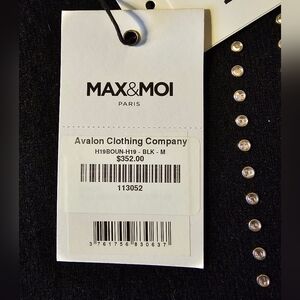 MAX&MOI
PARIS
Avalon Clothing Company
H19BOUN-H19 - BLK - M
$352.00
113052
3 761756 830637